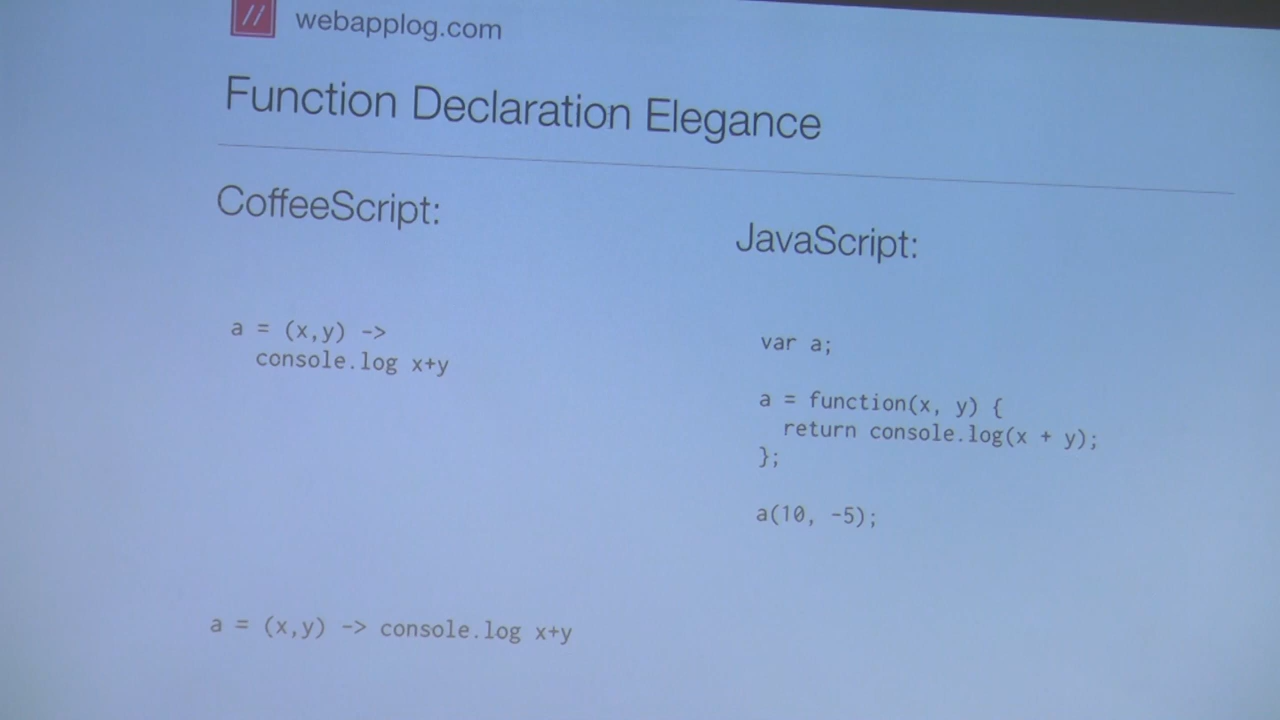 //
webapplog.com
Function Declaration Elegance
CoffeeScript:
a = (x,y) ->
  console.log x+y
a = (x,y) -> console.log x+y
JavaScript:
var a;
a = function(x, y) {
  return console.log(x + y);
};
a(10, -5);